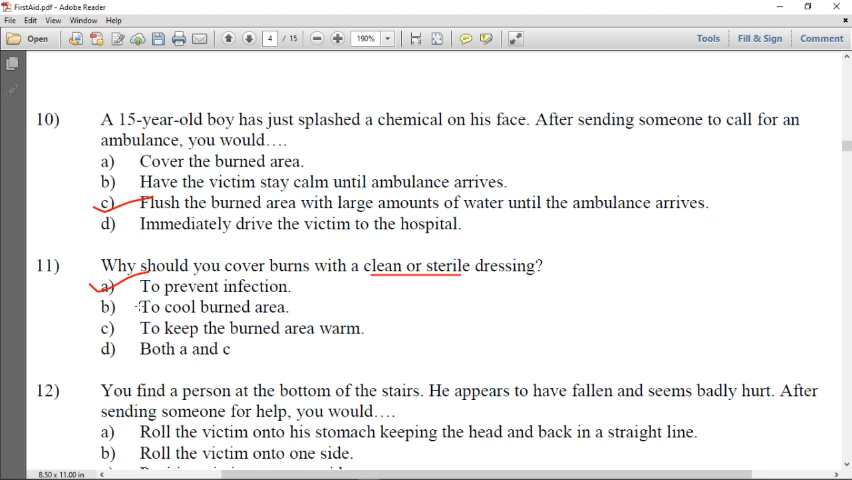 FirstAid.pdf - Adobe Reader
File Edit View Window Help
Open 4 / 15 190% Tools Fill & Sign Comment
10) A 15-year-old boy has just splashed a chemical on his face. After sending someone to call for an
ambulance, you would….
a) Cover the burned area.
b) Have the victim stay calm until ambulance arrives.
c) Flush the burned area with large amounts of water until the ambulance arrives.
d) Immediately drive the victim to the hospital.
11) Why should you cover burns with a clean or sterile dressing?
a) To prevent infection.
b) To cool burned area.
c) To keep the burned area warm.
d) Both a and c
12) You find a person at the bottom of the stairs. He appears to have fallen and seems badly hurt. After
sending someone for help, you would….
a) Roll the victim onto his stomach keeping the head and back in a straight line.
b) Roll the victim onto one side.
8.50 x 11.00 in